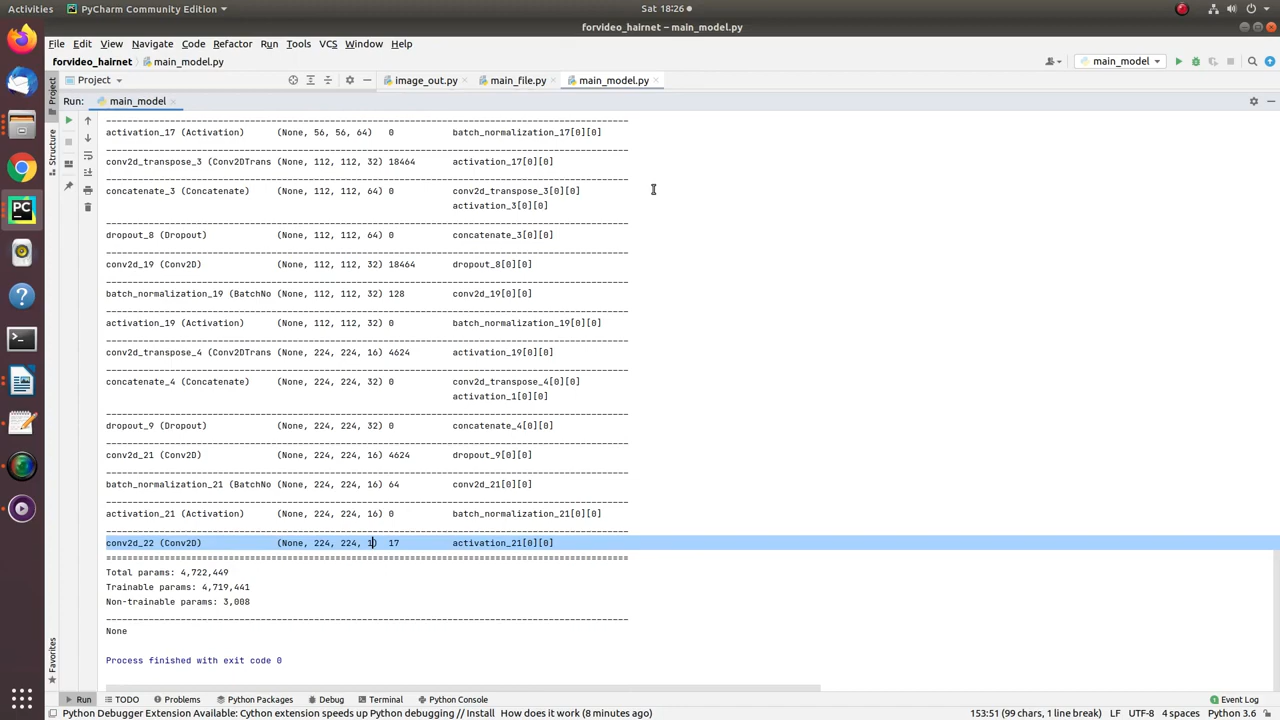 Activities PyCharm Community Edition Sat 18:26
forvideo_hairnet – main_model.py
File Edit View Navigate Code Refactor Run Tools VCS Window Help
forvideo_hairnet main_model.py main_model
Project image_out.py main_file.py main_model.py
Run: main_model
activation_17 (Activation) (None, 56, 56, 64) 0 batch_normalization_17[0][0]
conv2d_transpose_3 (Conv2DTrans (None, 112, 112, 32) 18464 activation_17[0][0]
concatenate_3 (Concatenate) (None, 112, 112, 64) 0 conv2d_transpose_3[0][0]
activation_3[0][0]
dropout_8 (Dropout) (None, 112, 112, 64) 0 concatenate_3[0][0]
conv2d_19 (Conv2D) (None, 112, 112, 32) 18464 dropout_8[0][0]
batch_normalization_19 (BatchNo (None, 112, 112, 32) 128 conv2d_19[0][0]
activation_19 (Activation) (None, 112, 112, 32) 0 batch_normalization_19[0][0]
conv2d_transpose_4 (Conv2DTrans (None, 224, 224, 16) 4624 activation_19[0][0]
concatenate_4 (Concatenate) (None, 224, 224, 32) 0 conv2d_transpose_4[0][0]
activation_1[0][0]
dropout_9 (Dropout) (None, 224, 224, 32) 0 concatenate_4[0][0]
conv2d_21 (Conv2D) (None, 224, 224, 16) 4624 dropout_9[0][0]
batch_normalization_21 (BatchNo (None, 224, 224, 16) 64 conv2d_21[0][0]
activation_21 (Activation) (None, 224, 224, 16) 0 batch_normalization_21[0][0]
conv2d_22 (Conv2D) (None, 224, 224, 1) 17 activation_21[0][0]
Total params: 4,722,449
Trainable params: 4,719,441
Non-trainable params: 3,008
None
Process finished with exit code 0
Project
Structure
Favorites
Run TODO Problems Python Packages Debug Terminal Python Console Event Log
Python Debugger Extension Available: Cython extension speeds up Python debugging // Install How does it work (8 minutes ago) 153:51 (99 chars, 1 line break) LF UTF-8 4 spaces Python 3.6